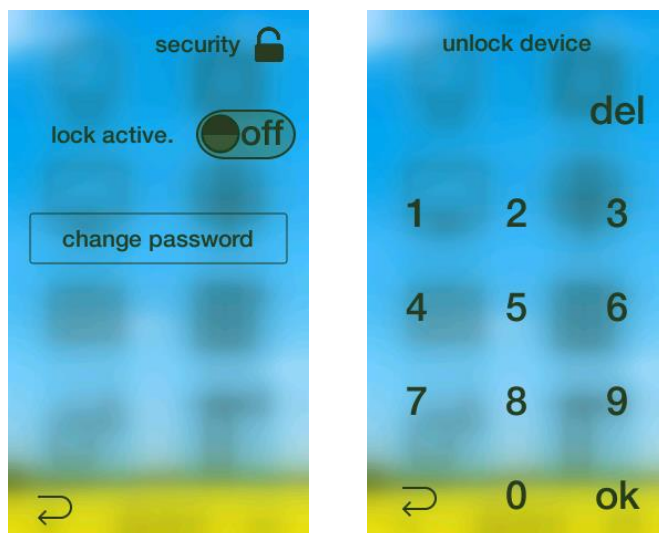 security
lock active. off
change password
unlock device
del
1 2 3
4 5 6
7 8 9
0 ok